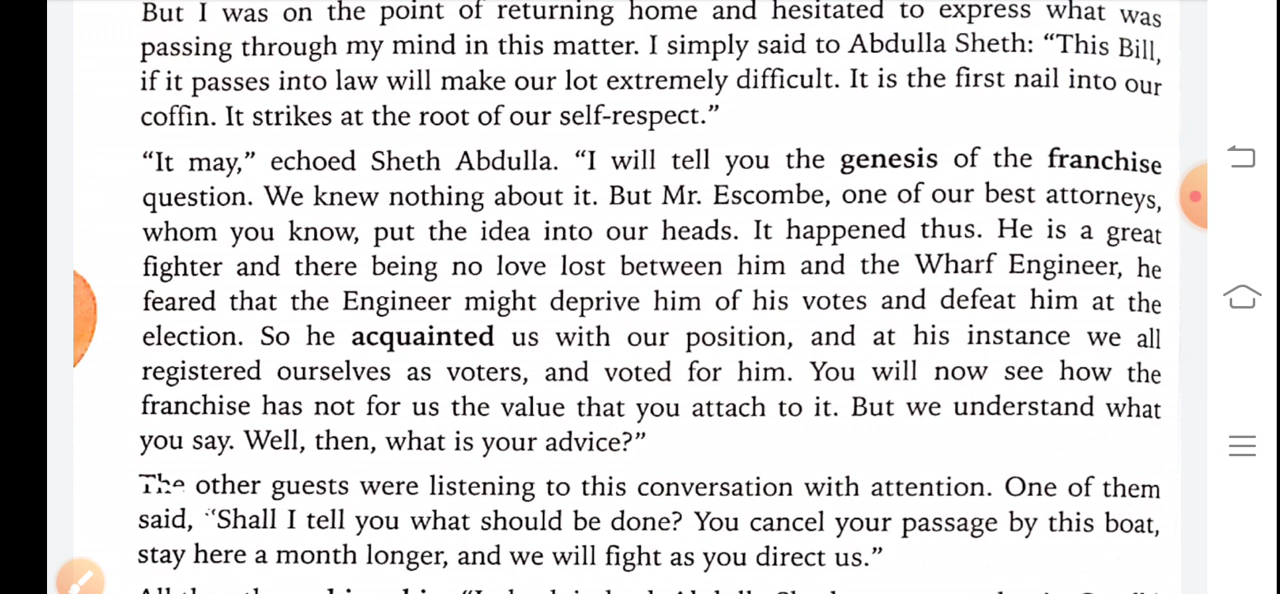 But I was on the point of returning home and hesitated to express what was
passing through my mind in this matter. I simply said to Abdulla Sheth: “This Bill,
if it passes into law will make our lot extremely difficult. It is the first nail into our
coffin. It strikes at the root of our self-respect.”
“It may,” echoed Sheth Abdulla. “I will tell you the genesis of the franchise
question. We knew nothing about it. But Mr. Escombe, one of our best attorneys,
whom you know, put the idea into our heads. It happened thus. He is a great
fighter and there being no love lost between him and the Wharf Engineer, he
feared that the Engineer might deprive him of his votes and defeat him at the
election. So he acquainted us with our position, and at his instance we all
registered ourselves as voters, and voted for him. You will now see how the
franchise has not for us the value that you attach to it. But we understand what
you say. Well, then, what is your advice?”
The other guests were listening to this conversation with attention. One of them
said, “Shall I tell you what should be done? You cancel your passage by this boat,
stay here a month longer, and we will fight as you direct us.”